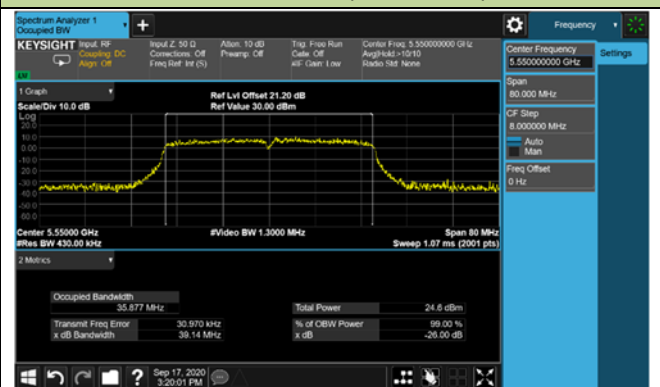 Spectrum Analyzer 1
Occupied BW
Frequency
KEYSIGHT
Input: RF
Coupling: DC
Align: Off
Input Z: 50 Ω
Corrections: Off
Freq Ref: Int (S)
Atten: 10 dB
Preamp: Off
Trig: Free Run
Gate: Off
#IF Gain: Low
Center Freq: 5.550000000 GHz
Avg|Hold:>10/10
Radio Std: None
Center Frequency
5.550000000 GHz
Settings
Span
80.000 MHz
CF Step
8.000000 MHz
Auto
Man
Freq Offset
0 Hz
1 Graph
Scale/Div 10.0 dB
Ref Lvl Offset 21.20 dB
Ref Value 30.00 dBm
Log
20.0
10.0
0.00
-10.0
-20.0
-30.0
-40.0
-50.0
-60.0
Center 5.55000 GHz
#Video BW 1.3000 MHz
Span 80 MHz
#Res BW 430.00 kHz
Sweep 1.07 ms (2001 pts)
2 Metrics
Occupied Bandwidth
35.877 MHz
Total Power 24.6 dBm
Transmit Freq Error 30.970 kHz
% of OBW Power 99.00 %
x dB Bandwidth 39.14 MHz
x dB -26.00 dB
Sep 17, 2020
3:20:01 PM